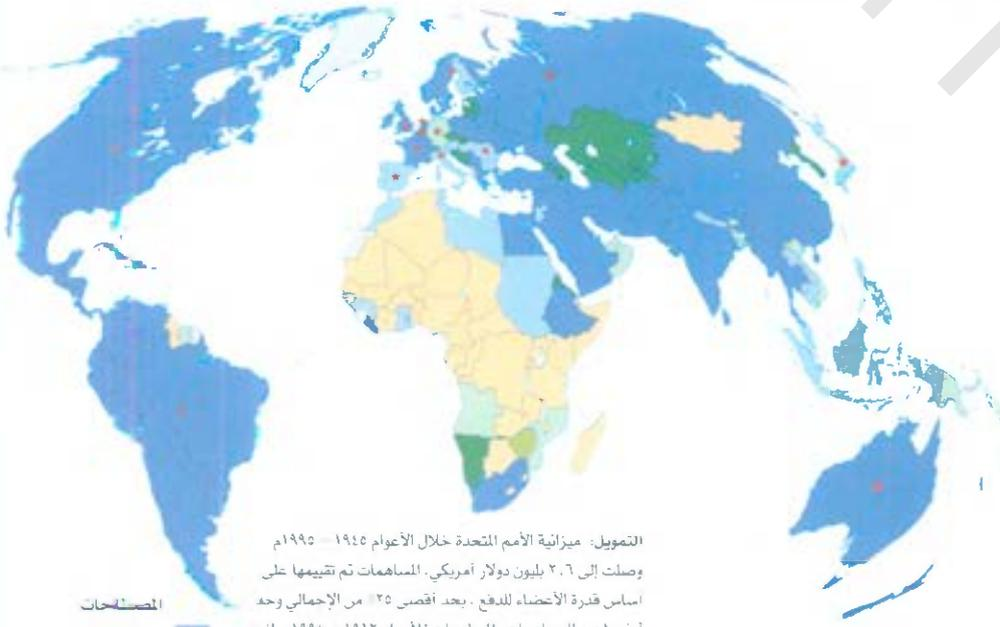 التمويل: ميزانية الأمم المتحدة خلال الأعوام ١٩٤٥ - ١٩٩٥م
وصلت إلى ٢،٦ بليون دولار أمريكي. المساهمات تم تقييمها على
اساس قدرة الأعضاء للدفع . بحد أقصى ٢٥٪ من الإجمالي وحد
المصطلحات